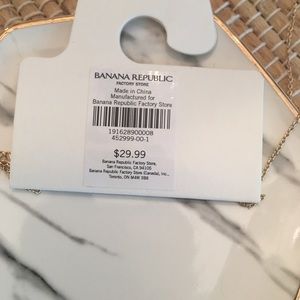 BANANA REPUBLIC
FACTORY STORE
Made in China
Manufactured for
Banana Republic Factory Store
191628900008
452999-00-1
$29.99
Banana Republic Factory Store,
San Francisco, CA 94105
Banana Republic Factory Store (Canada), Inc.,
Toronto, ON M4W 3B8